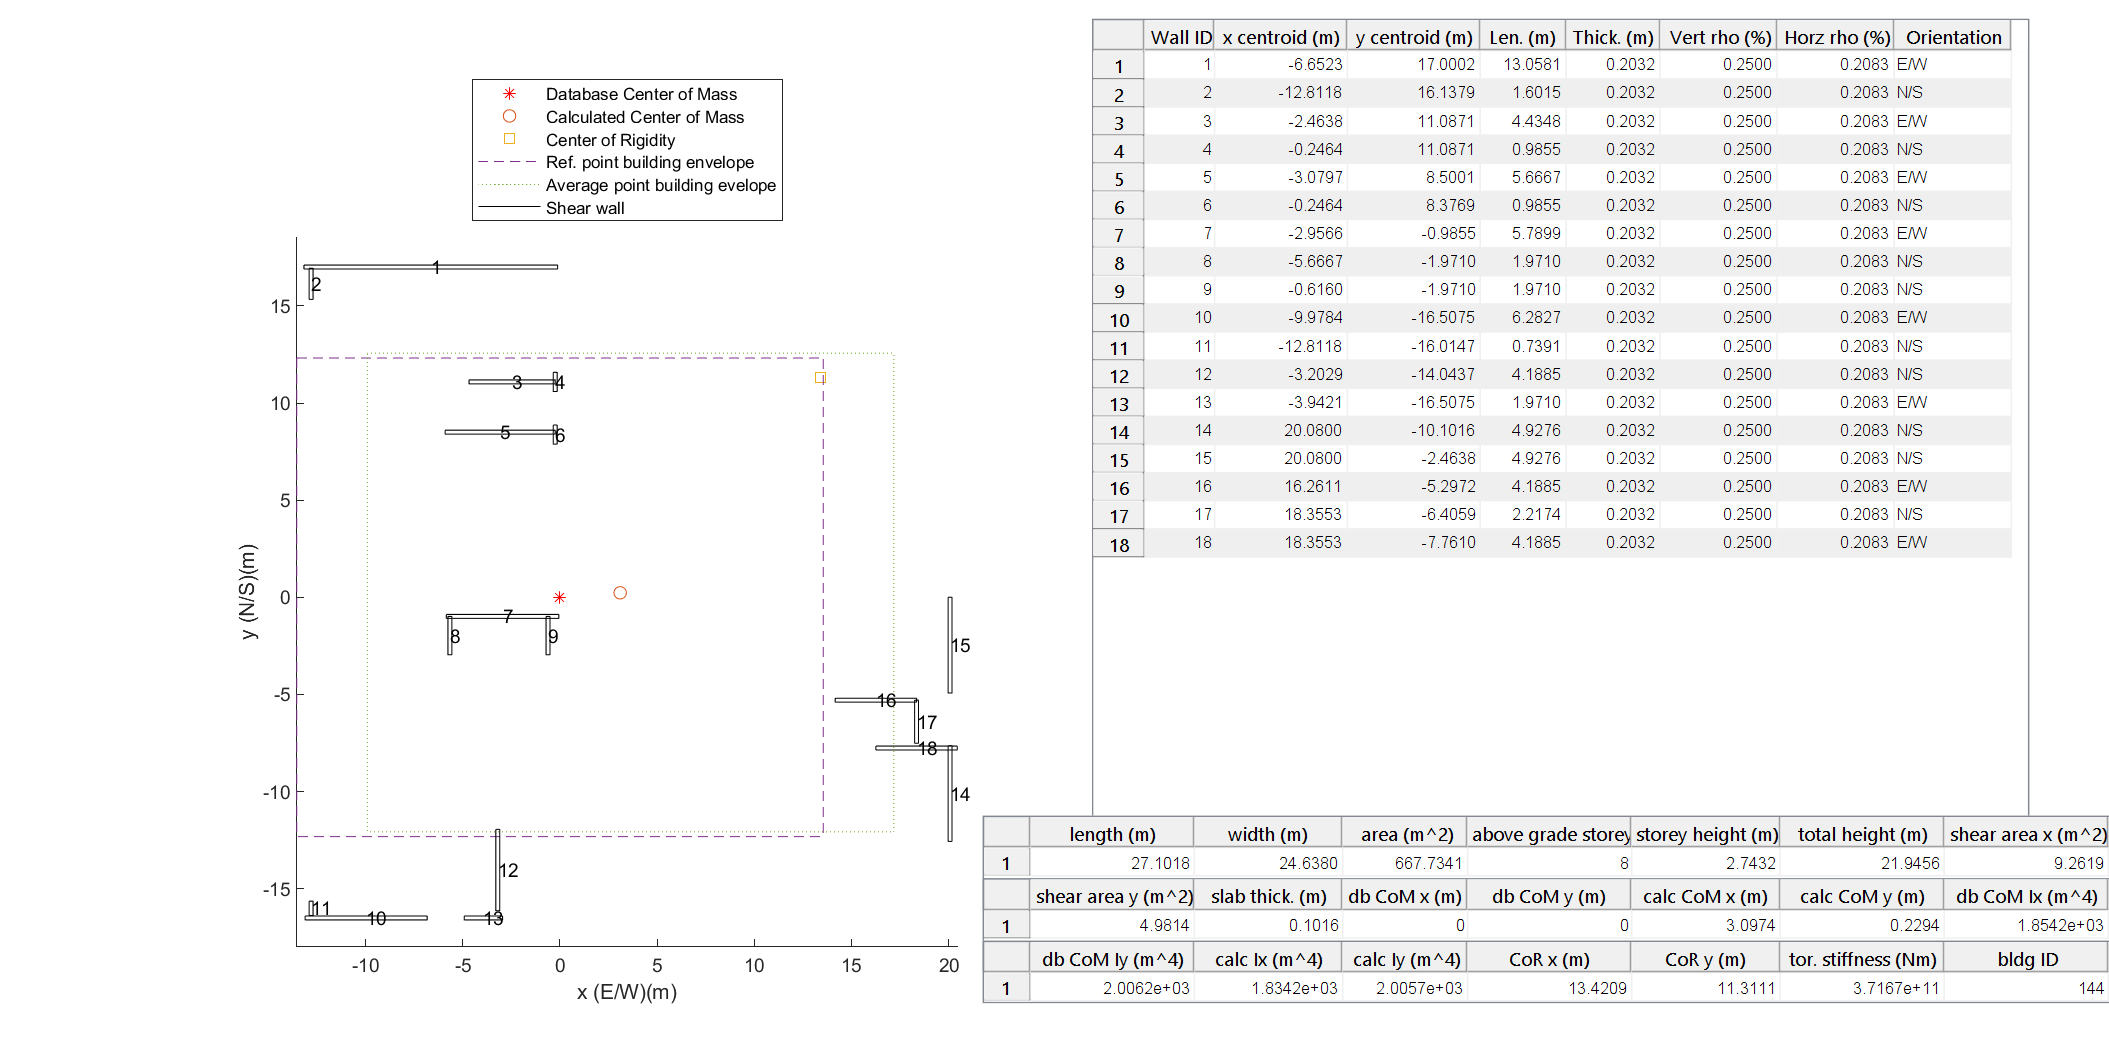 Database Center of Mass
Calculated Center of Mass
Center of Rigidity
Ref. point building envelope
Average point building evelope
Shear wall
y (N/S)(m)
15
10
5
0
-5
-10
-15
-10
-5
0
5
10
15
20
x (E/W)(m)
1
2
3
4
5
6
7
8
9
15
16
17
18
14
12
11
10
13
Wall ID x centroid (m) y centroid (m) Len. (m) Thick. (m) Vert rho (%) Horz rho (%) Orientation
1 1 -6.6523 17.0002 13.0581 0.2032 0.2500 0.2083 E/W
2 2 -12.8118 16.1379 1.6015 0.2032 0.2500 0.2083 N/S
3 3 -2.4638 11.0871 4.4348 0.2032 0.2500 0.2083 E/W
4 4 -0.2464 11.0871 0.9855 0.2032 0.2500 0.2083 N/S
5 5 -3.0797 8.5001 5.6667 0.2032 0.2500 0.2083 E/W
6 6 -0.2464 8.3769 0.9855 0.2032 0.2500 0.2083 N/S
7 7 -2.9566 -0.9855 5.7899 0.2032 0.2500 0.2083 E/W
8 8 -5.6667 -1.9710 1.9710 0.2032 0.2500 0.2083 N/S
9 9 -0.6160 -1.9710 1.9710 0.2032 0.2500 0.2083 N/S
10 10 -9.9784 -16.5075 6.2827 0.2032 0.2500 0.2083 E/W
11 11 -12.8118 -16.0147 0.7391 0.2032 0.2500 0.2083 N/S
12 12 -3.2029 -14.0437 4.1885 0.2032 0.2500 0.2083 N/S
13 13 -3.9421 -16.5075 1.9710 0.2032 0.2500 0.2083 E/W
14 14 20.0800 -10.1016 4.9276 0.2032 0.2500 0.2083 N/S
15 15 20.0800 -2.4638 4.9276 0.2032 0.2500 0.2083 N/S
16 16 16.2611 -5.2972 4.1885 0.2032 0.2500 0.2083 E/W
17 17 18.3553 -6.4059 2.2174 0.2032 0.2500 0.2083 N/S
18 18 18.3553 -7.7610 4.1885 0.2032 0.2500 0.2083 E/W
length (m) width (m) area (m^2) above grade storey storey height (m) total height (m) shear area x (m^2)
1 27.1018 24.6380 667.7341 8 2.7432 21.9456 9.2619
shear area y (m^2) slab thick. (m) db CoM x (m) db CoM y (m) calc CoM x (m) calc CoM y (m) db CoM Ix (m^4)
1 4.9814 0.1016 0 0 3.0974 0.2294 1.8542e+03
db CoM Iy (m^4) calc Ix (m^4) calc Iy (m^4) CoR x (m) CoR y (m) tor. stiffness (Nm) bldg ID
1 2.0062e+03 1.8342e+03 2.0057e+03 13.4209 11.3111 3.7167e+11 144